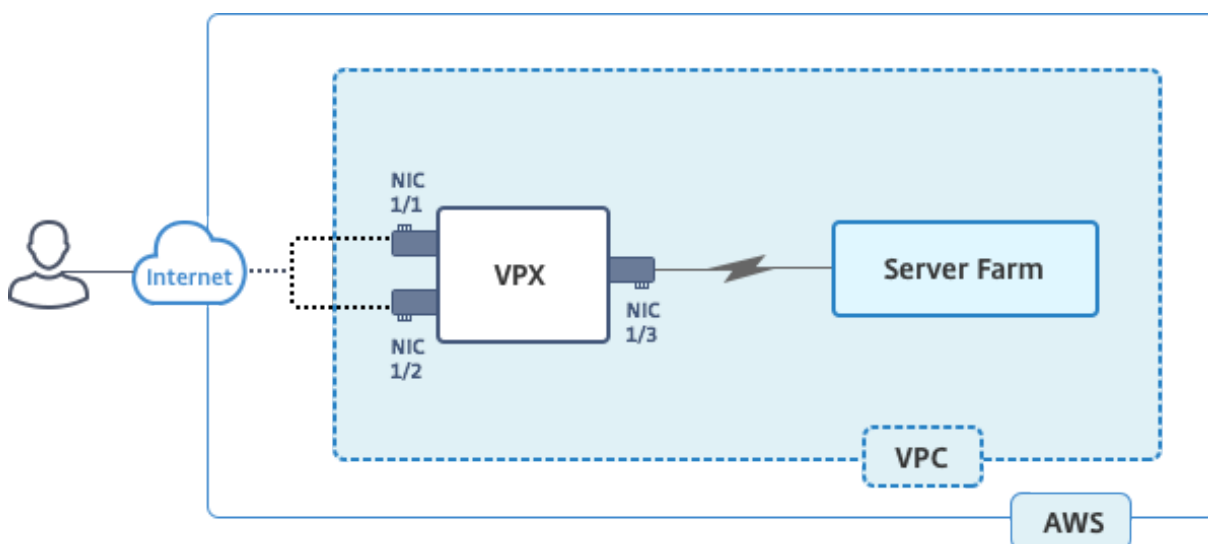 Internet
NIC
1/1
NIC
1/2
VPX
NIC
1/3
Server Farm
VPC
AWS